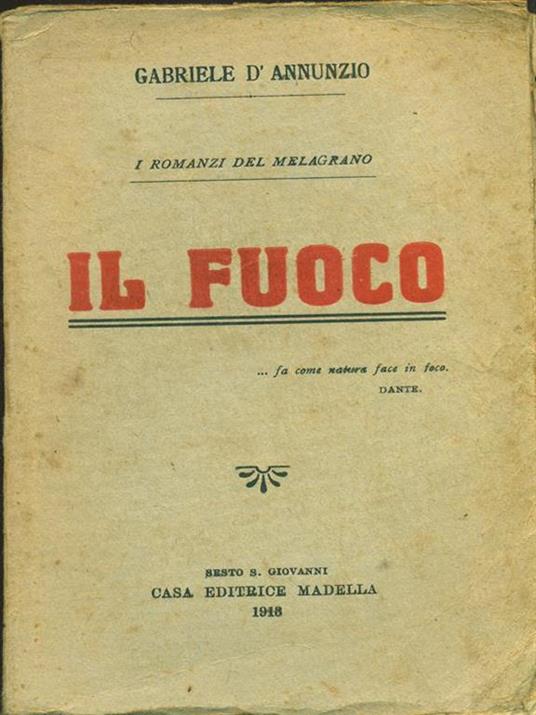 GABRIELE D' ANNUNZIO
I ROMANZI DEL MELAGRANO
IL FUOCO
... fa come natura face in foco.
DANTE.
SESTO S. GIOVANNI
CASA EDITRICE MADELLA
1913